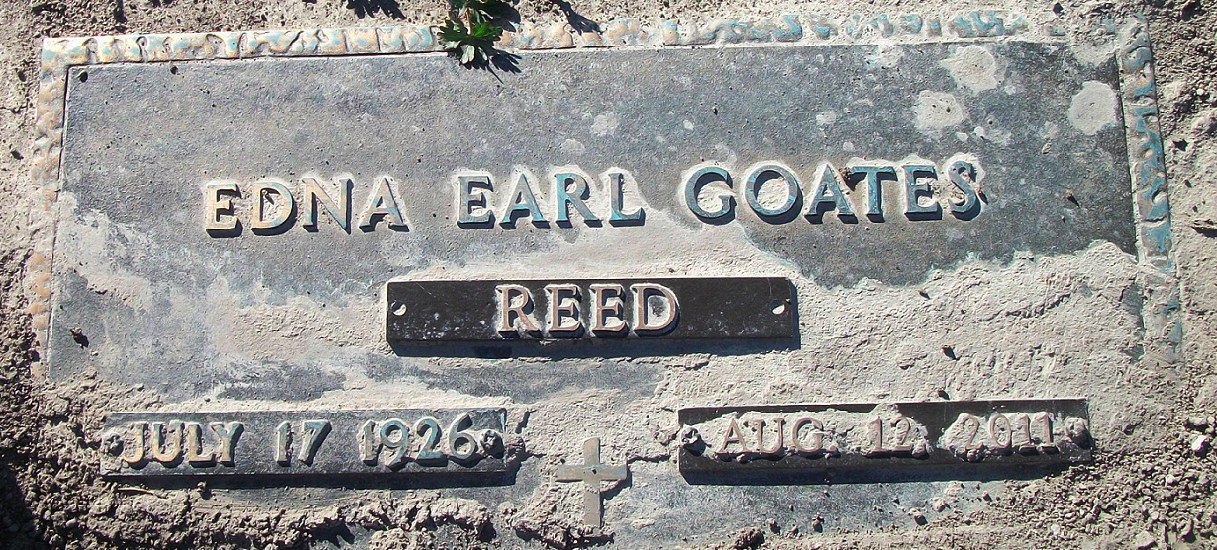 EDNA EARL GOATES
REED
JULY 17 1926
AUG. 12, 2011